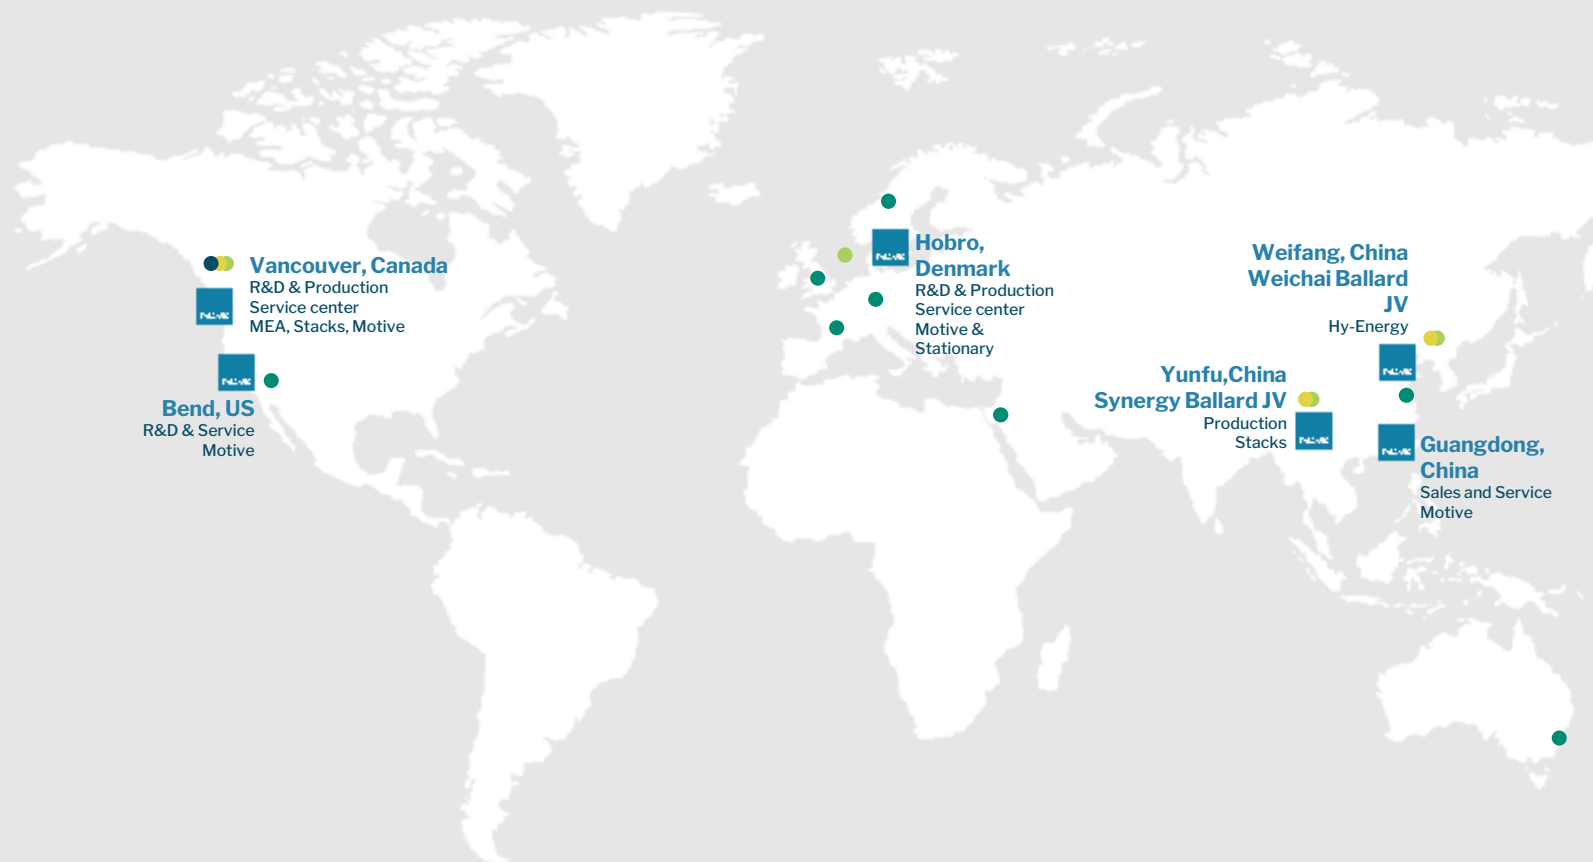 Vancouver, Canada
R&D & Production
Service center
MEA, Stacks, Motive
Bend, US
R&D & Service
Motive
Hobro,
Denmark
R&D & Production
Service center
Motive &
Stationary
Weifang, China
Weichai Ballard
JV
Hy-Energy
Yunfu,China
Synergy Ballard JV
Production
Stacks
Guangdong,
China
Sales and Service
Motive